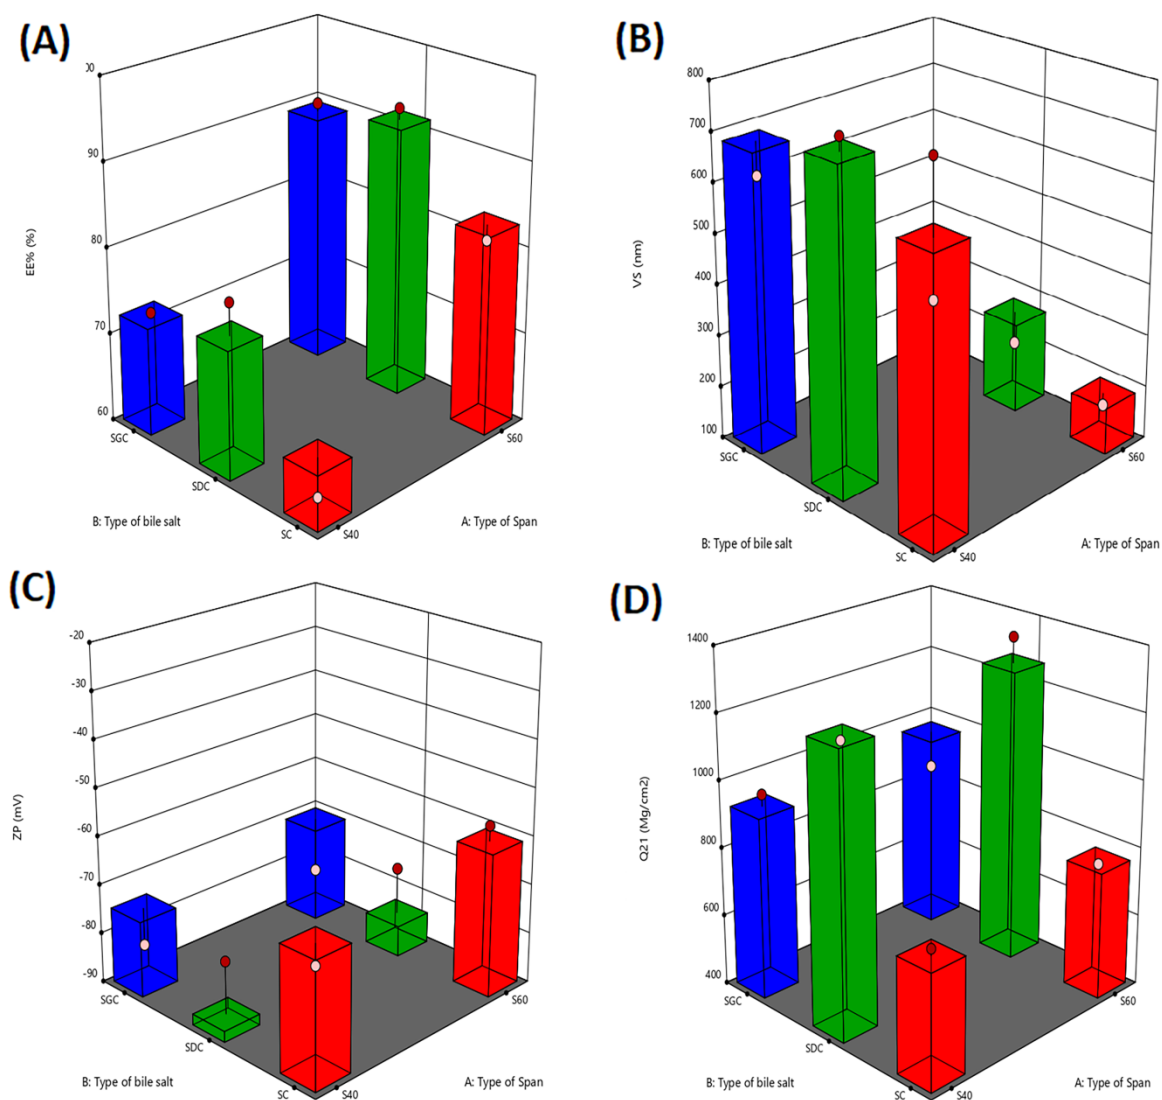 (A)
00
90
80
70
60
EE% (%)
SGC
SDC
SC
S40
S60
B: Type of bile salt
A: Type of Span
(B)
800
700
600
500
400
300
200
100
VS (nm)
SGC
SDC
SC
S40
S60
B: Type of bile salt
A: Type of Span
(C)
-20
-30
-40
-50
-60
-70
-80
-90
ZP (mV)
SGC
SDC
SC
S40
S60
B: Type of bile salt
A: Type of Span
(D)
1400
1200
1000
800
600
400
Q21 (Mg/cm2)
SGC
SDC
SC
S40
S60
B: Type of bile salt
A: Type of Span